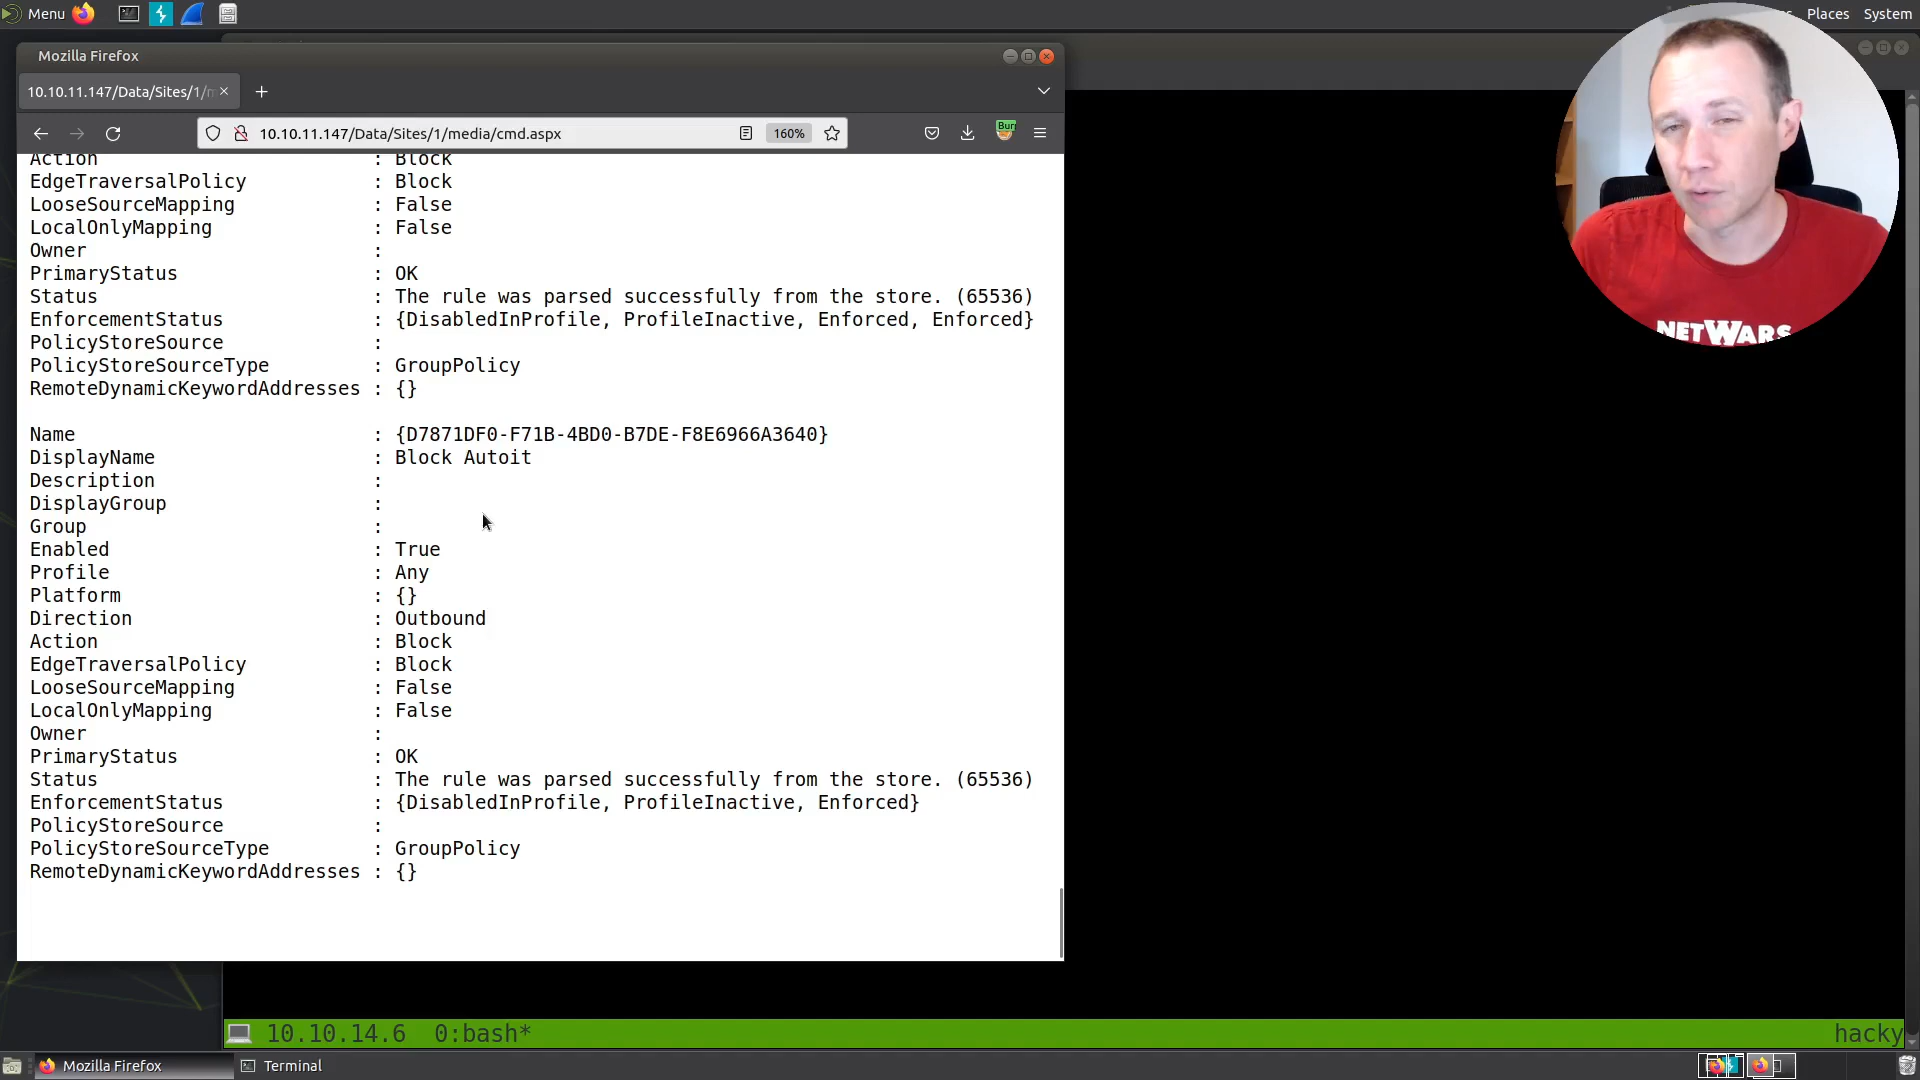 Menu
Places System
Mozilla Firefox
10.10.11.147/Data/Sites/1/m
10.10.11.147/Data/Sites/1/media/cmd.aspx
160%
Bur
Action : Block
EdgeTraversalPolicy : Block
LooseSourceMapping : False
LocalOnlyMapping : False
Owner :
PrimaryStatus : OK
Status : The rule was parsed successfully from the store. (65536)
EnforcementStatus : {DisabledInProfile, ProfileInactive, Enforced, Enforced}
PolicyStoreSource :
PolicyStoreSourceType : GroupPolicy
RemoteDynamicKeywordAddresses : {}
Name : {D7871DF0-F71B-4BD0-B7DE-F8E6966A3640}
DisplayName : Block Autoit
Description :
DisplayGroup :
Group :
Enabled : True
Profile : Any
Platform : {}
Direction : Outbound
Action : Block
EdgeTraversalPolicy : Block
LooseSourceMapping : False
LocalOnlyMapping : False
Owner :
PrimaryStatus : OK
Status : The rule was parsed successfully from the store. (65536)
EnforcementStatus : {DisabledInProfile, ProfileInactive, Enforced}
PolicyStoreSource :
PolicyStoreSourceType : GroupPolicy
RemoteDynamicKeywordAddresses : {}
NETWARS
10.10.14.6 0:bash* hacky
Mozilla Firefox Terminal